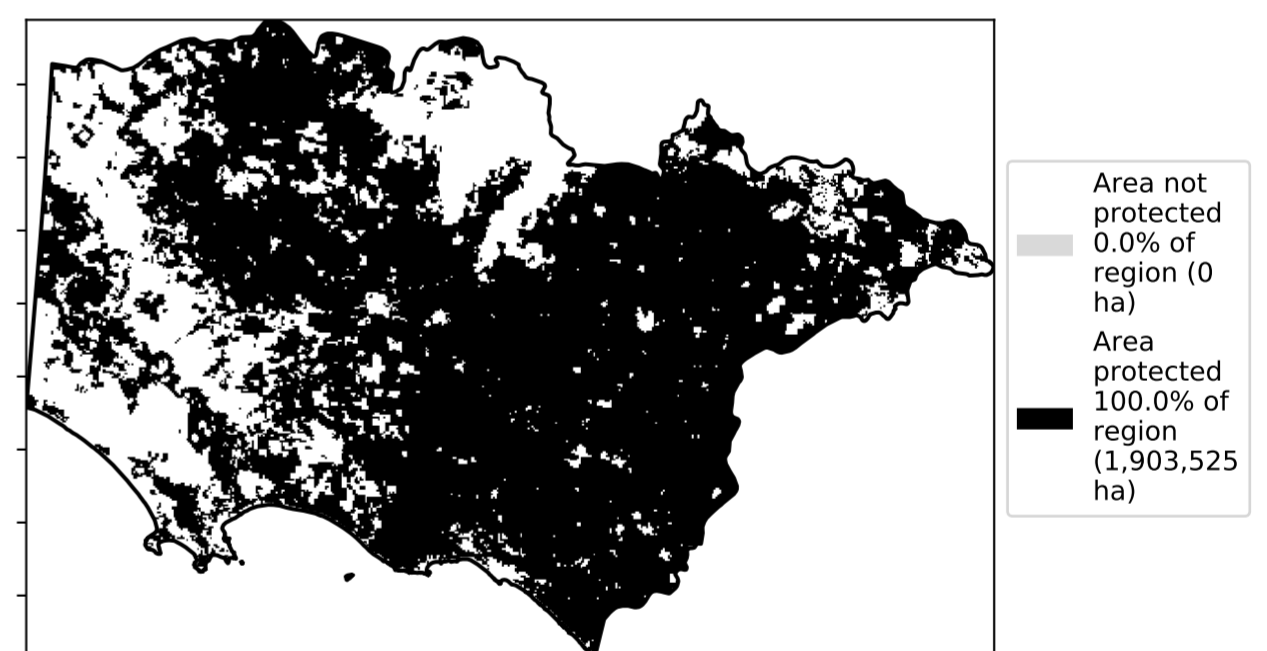 Area not
protected
0.0% of
region (0
ha)
Area
protected
100.0% of
region
(1,903,525
ha)